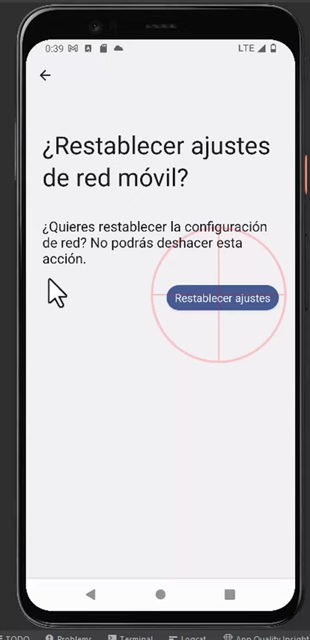 0:39
LTE
¿Restablecer ajustes
de red móvil?
¿Quieres restablecer la configuración
de red? No podrás deshacer esta
acción.
Restablecer ajustes
TODO
Problems
Terminal
Logcat
App Quality Insight